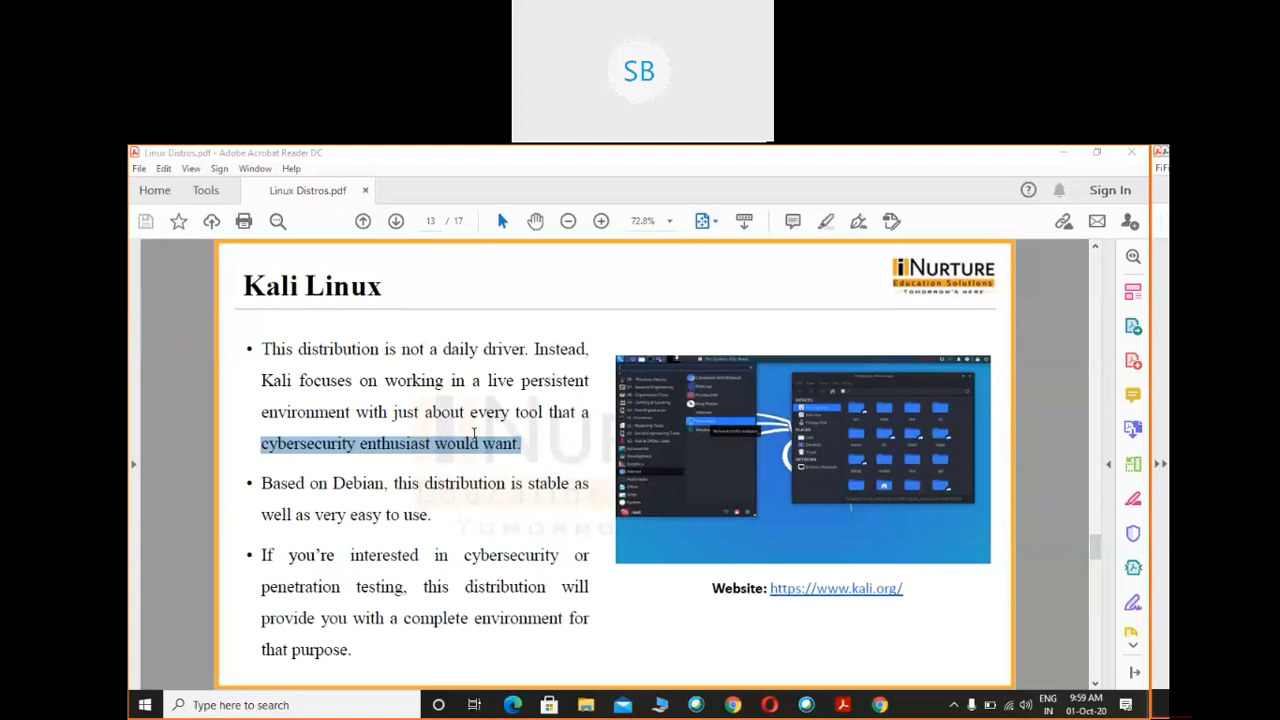 SB
Linux Distros.pdf - Adobe Acrobat Reader DC
File Edit View Sign Window Help
Home Tools Linux Distros.pdf × Sign In
13 / 17 72.8%
Kali Linux
iNURTURE
Education Solutions
TOMORROW'S HERE
• This distribution is not a daily driver. Instead,
Kali focuses on working in a live persistent
environment with just about every tool that a
cybersecurity enthusiast would want.
• Based on Debian, this distribution is stable as
well as very easy to use.
• If you're interested in cybersecurity or
penetration testing, this distribution will
provide you with a complete environment for
that purpose.
Website: https://www.kali.org/
Type here to search
ENG
IN
9:59 AM
01-Oct-20